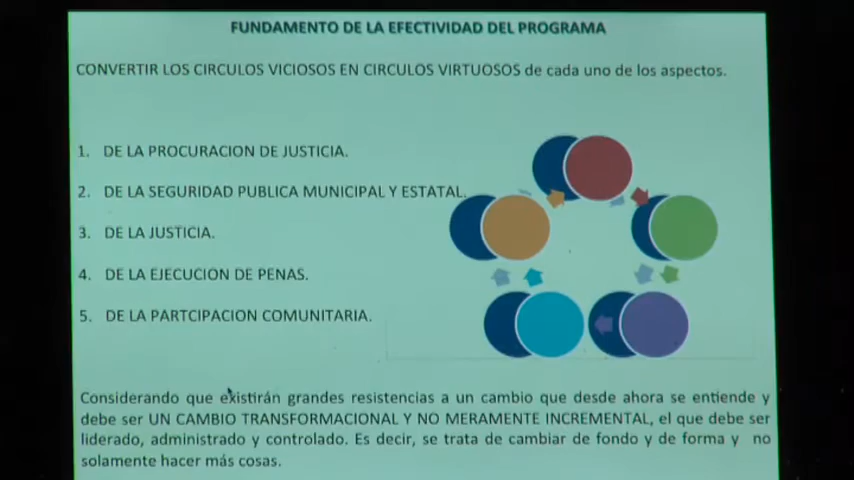 FUNDAMENTO DE LA EFECTIVIDAD DEL PROGRAMA
CONVERTIR LOS CIRCULOS VICIOSOS EN CIRCULOS VIRTUOSOS de cada uno de los aspectos.
1. DE LA PROCURACION DE JUSTICIA.
2. DE LA SEGURIDAD PUBLICA MUNICIPAL Y ESTATAL.
3. DE LA JUSTICIA.
4. DE LA EJECUCION DE PENAS.
5. DE LA PARTCIPACION COMUNITARIA.
Considerando que existirán grandes resistencias a un cambio que desde ahora se entiende y
debe ser UN CAMBIO TRANSFORMACIONAL Y NO MERAMENTE INCREMENTAL, el que debe ser
liderado, administrado y controlado. Es decir, se trata de cambiar de fondo y de forma y no
solamente hacer más cosas.